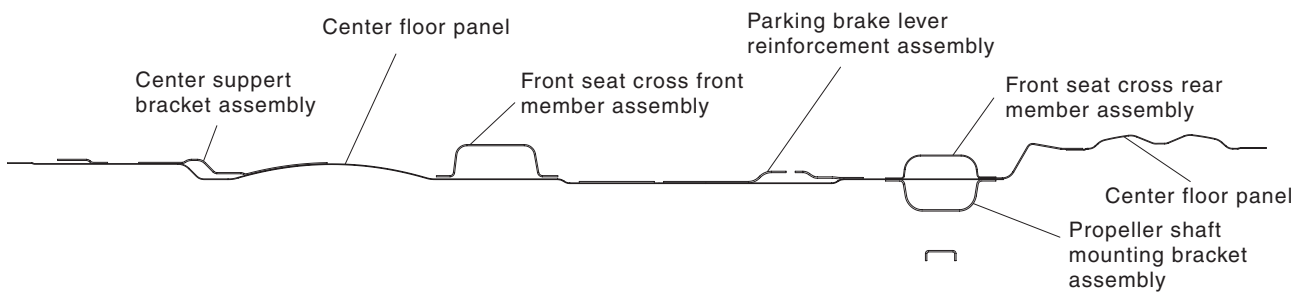 Center floor panel
Parking brake lever
reinforcement assembly
Center suppert
bracket assembly
Front seat cross front
member assembly
Front seat cross rear
member assembly
Center floor panel
Propeller shaft
mounting bracket
assembly